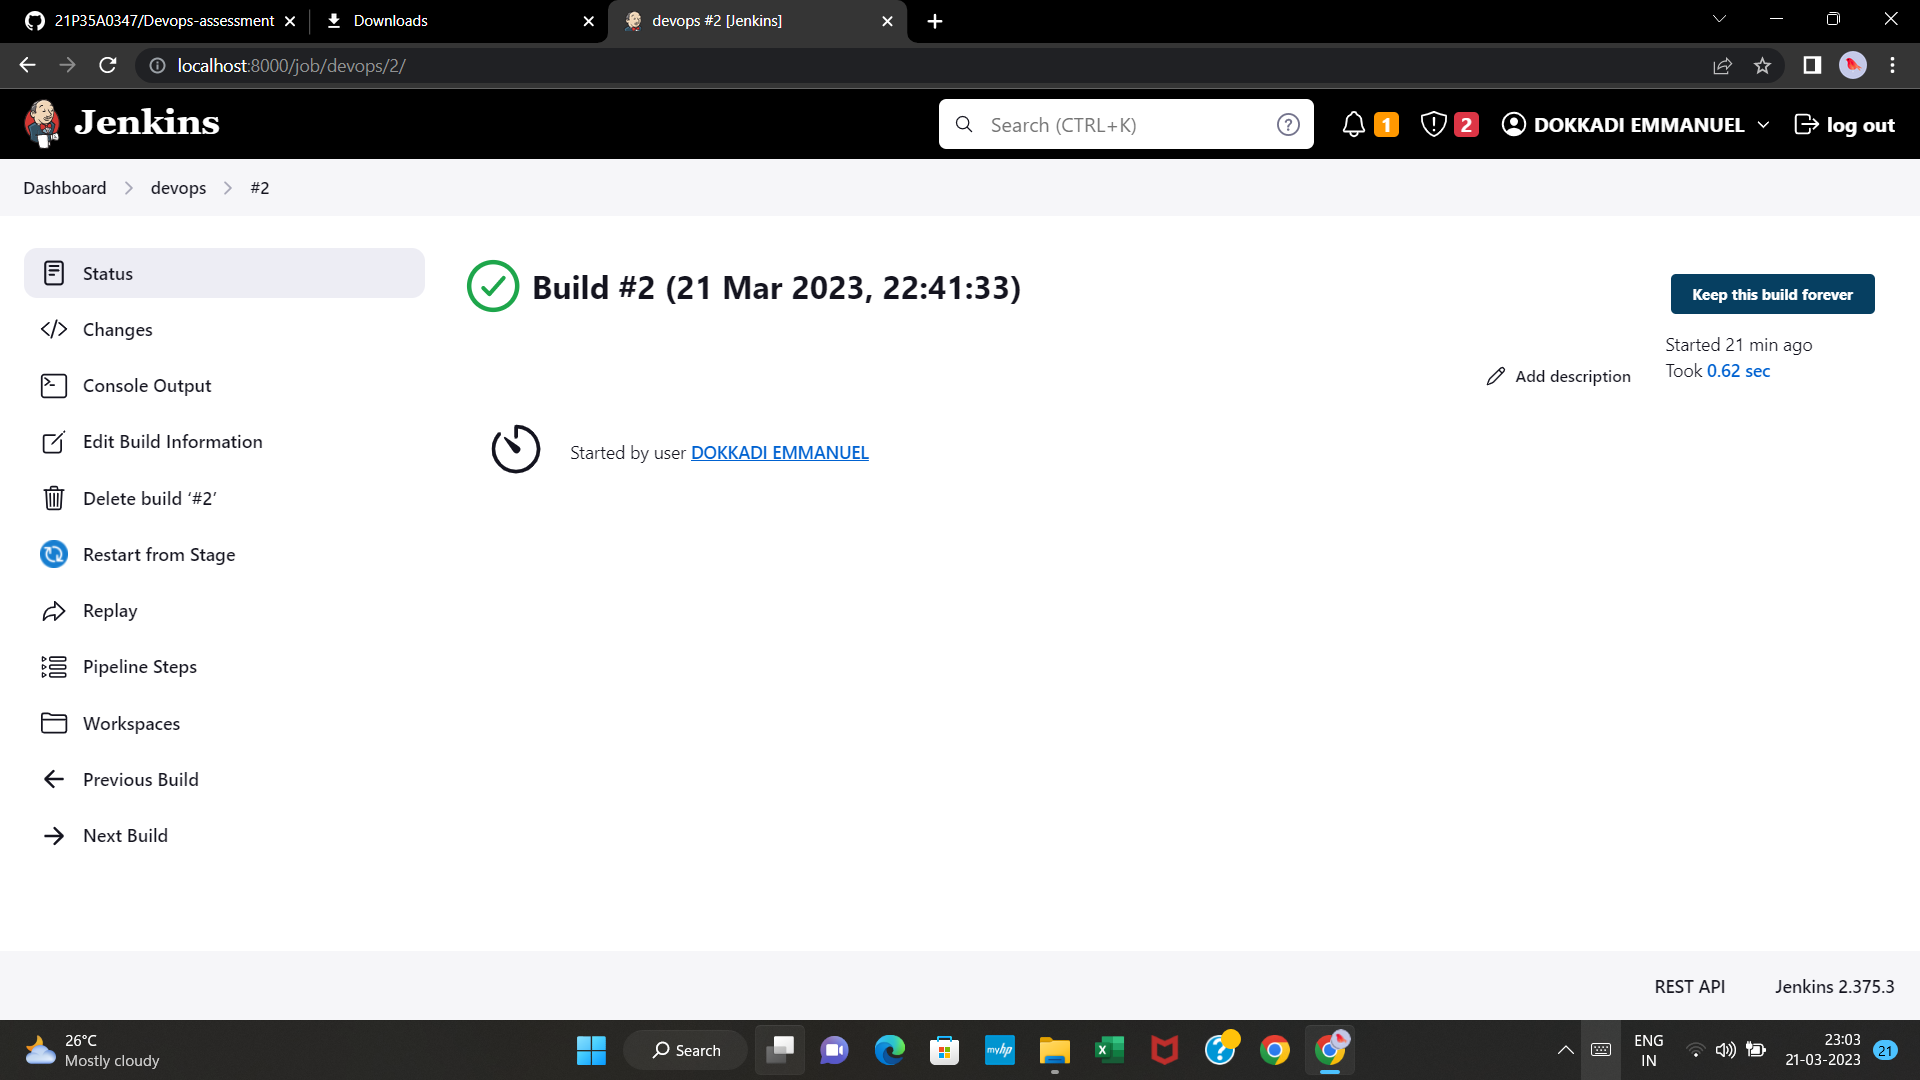 21P35A0347/Devops-assessment
Downloads
devops #2 [Jenkins]
localhost:8000/job/devops/2/
Jenkins
Search (CTRL+K)
?
1
2
DOKKADI EMMANUEL
log out
Dashboard
devops
#2
Status
Changes
Console Output
Edit Build Information
Delete build ‘#2’
Restart from Stage
Replay
Pipeline Steps
Workspaces
Previous Build
Next Build
Build #2 (21 Mar 2023, 22:41:33)
Keep this build forever
Started 21 min ago
Took 0.62 sec
Add description
Started by user DOKKADI EMMANUEL
REST API
Jenkins 2.375.3
26°C
Mostly cloudy
Search
myhp
ENG
IN
23:03
21-03-2023
21